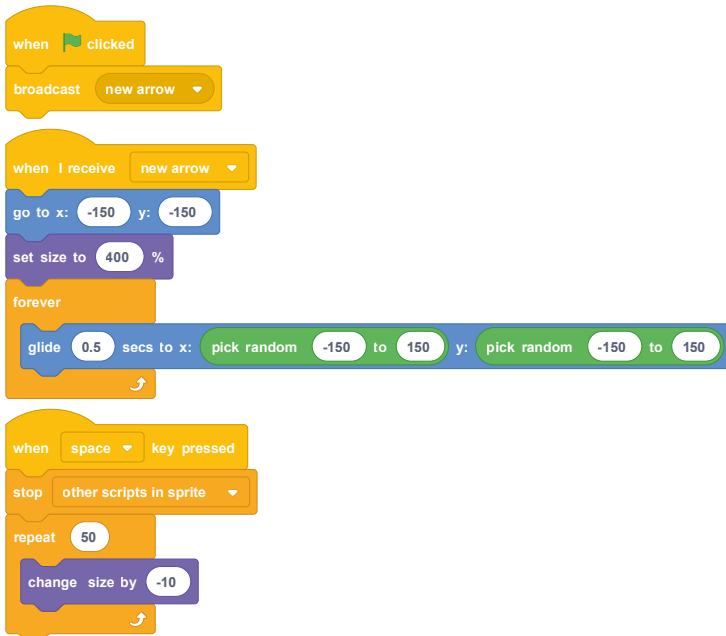 when clicked
broadcast new arrow
when I receive new arrow
go to x: -150 y: -150
set size to 400 %
forever
glide 0.5 secs to x: pick random -150 to 150 y: pick random -150 to 150
when space key pressed
stop other scripts in sprite
repeat 50
change size by -10